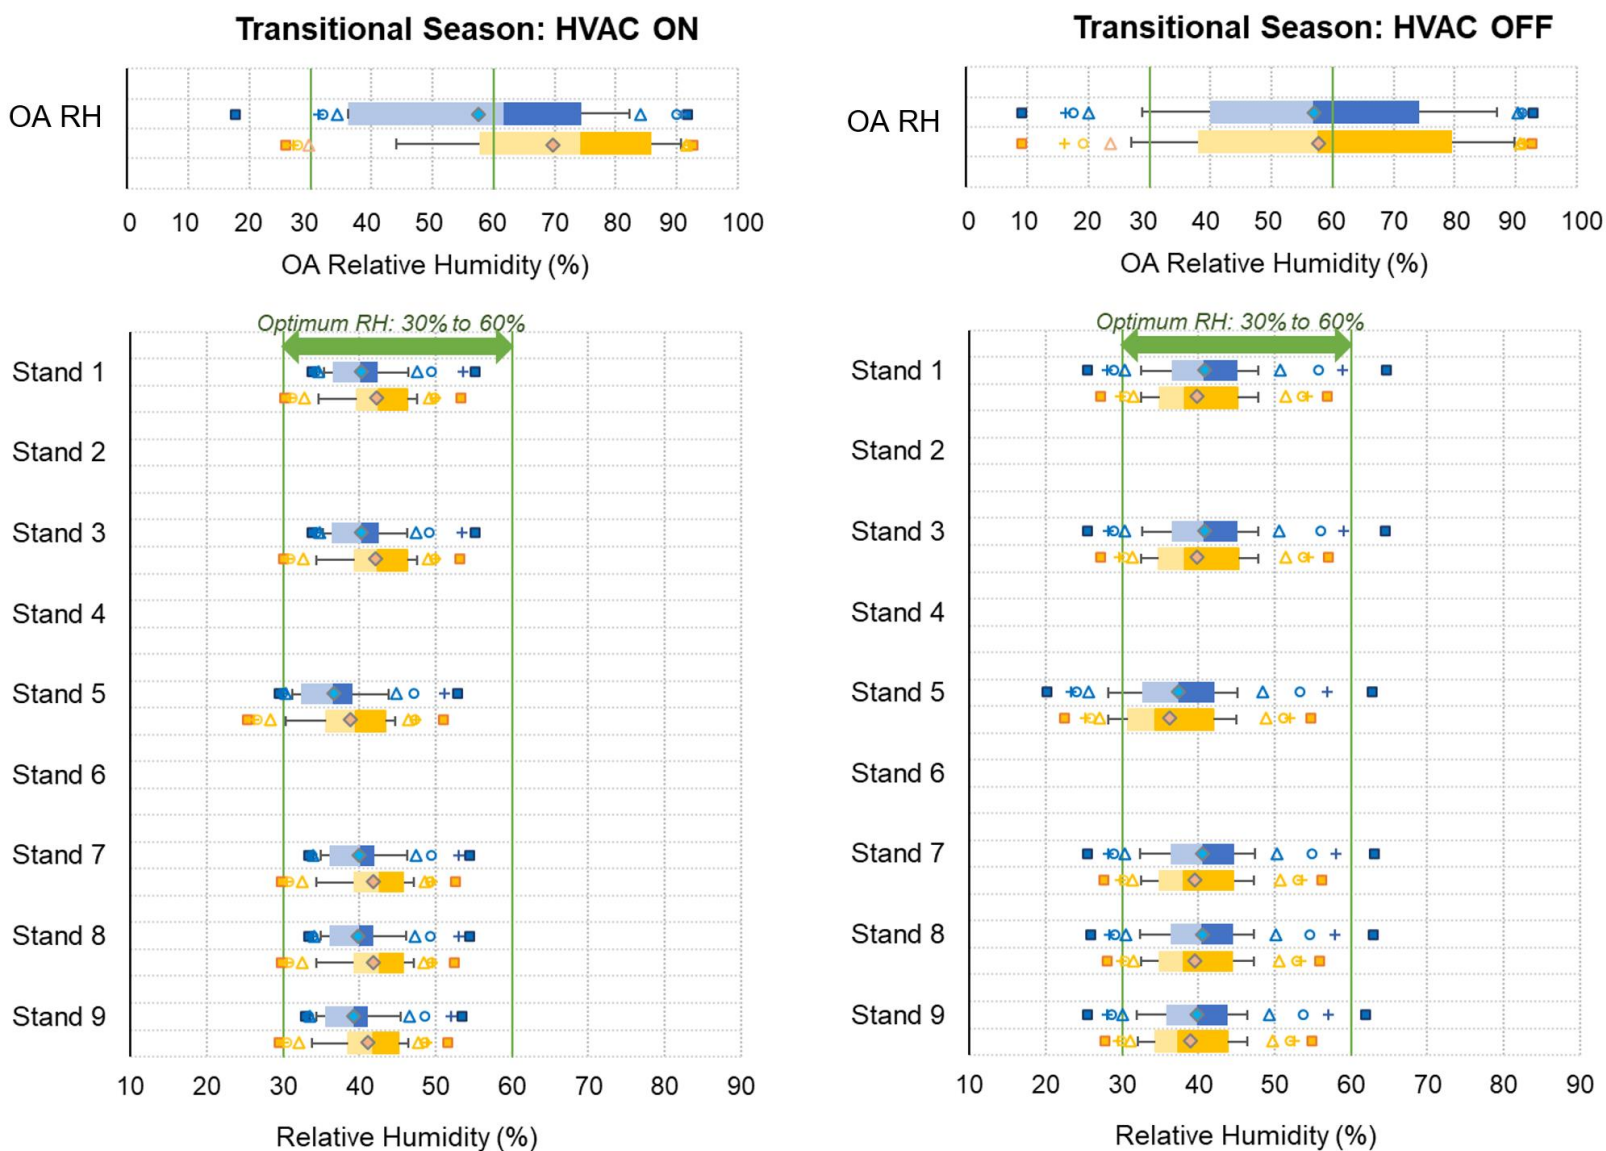 Transitional Season: HVAC ON
OA RH
0 10 20 30 40 50 60 70 80 90 100
OA Relative Humidity (%)
Optimum RH: 30% to 60%
Stand 1
Stand 2
Stand 3
Stand 4
Stand 5
Stand 6
Stand 7
Stand 8
Stand 9
10 20 30 40 50 60 70 80 90
Relative Humidity (%)
Transitional Season: HVAC OFF
OA RH
0 10 20 30 40 50 60 70 80 90 100
OA Relative Humidity (%)
Optimum RH: 30% to 60%
Stand 1
Stand 2
Stand 3
Stand 4
Stand 5
Stand 6
Stand 7
Stand 8
Stand 9
10 20 30 40 50 60 70 80 90
Relative Humidity (%)